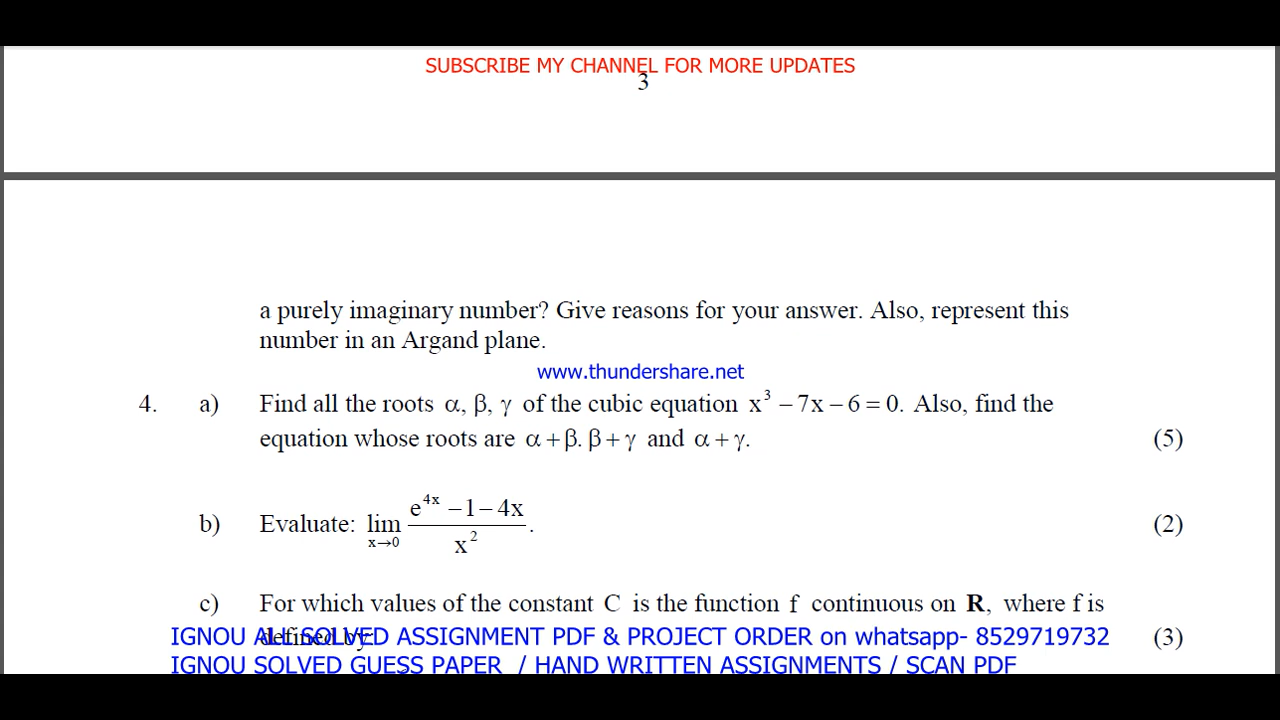 SUBSCRIBE MY CHANNEL FOR MORE UPDATES
3
a purely imaginary number? Give reasons for your answer. Also, represent this
number in an Argand plane.
www.thundershare.net
4. a) Find all the roots α, β, γ of the cubic equation x³ − 7x − 6 = 0. Also, find the
equation whose roots are α + β. β + γ and α + γ. (5)
b) Evaluate: lim x→0 (e^{4x} − 1 − 4x) / x². (2)
c) For which values of the constant C is the function f continuous on R, where f is
defined by: (3)
IGNOU ALL SOLVED ASSIGNMENT PDF & PROJECT ORDER on whatsapp- 8529719732
IGNOU SOLVED GUESS PAPER / HAND WRITTEN ASSIGNMENTS / SCAN PDF